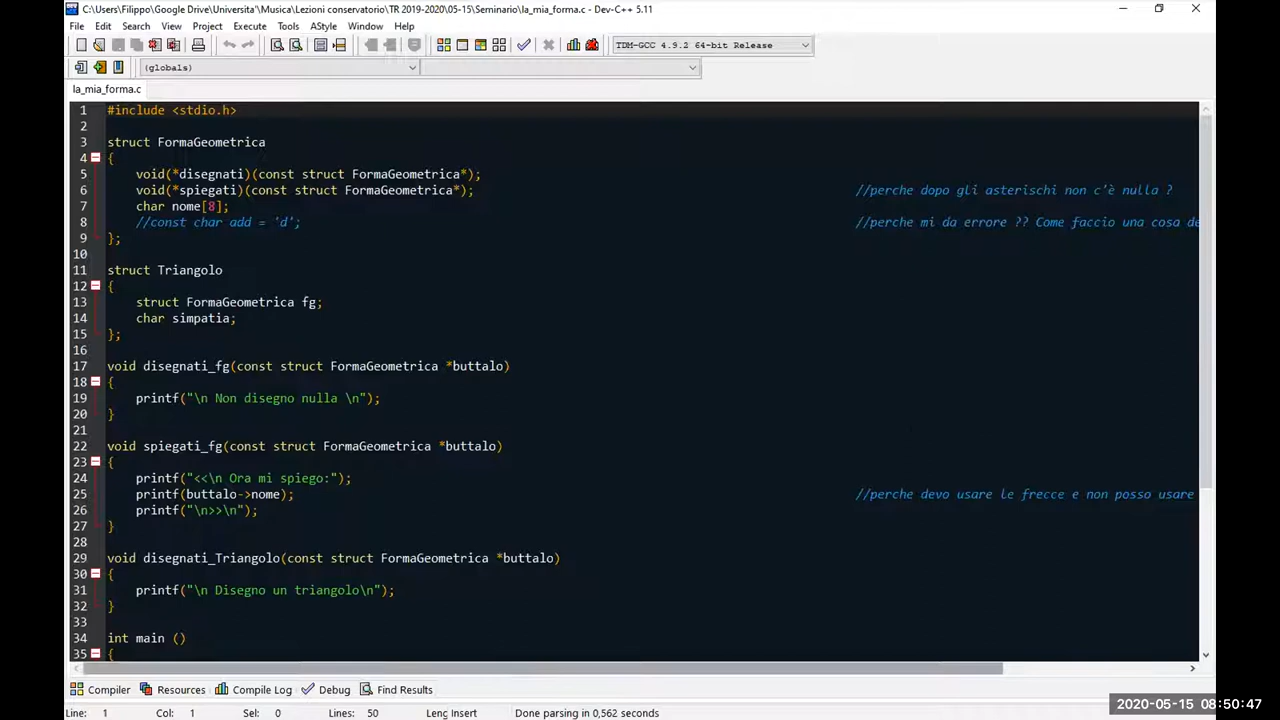 C:\Users\Filippo\Google Drive\Universita'\Musica\Lezioni conservatorio\TR 2019-2020\05-15\Seminario\la_mia_forma.c - Dev-C++ 5.11
File Edit Search View Project Execute Tools AStyle Window Help
TDM-GCC 4.9.2 64-bit Release
(globals)
la_mia_forma.c
1 #include <stdio.h>
2
3 struct FormaGeometrica
4 {
5 void(*disegnati)(const struct FormaGeometrica*);
6 void(*spiegati)(const struct FormaGeometrica*); //perche dopo gli asterischi non c'è nulla ?
7 char nome[8];
8 //const char add = 'd'; //perche mi da errore ?? Come faccio una cosa de
9 };
10
11 struct Triangolo
12 {
13 struct FormaGeometrica fg;
14 char simpatia;
15 };
16
17 void disegnati_fg(const struct FormaGeometrica *buttalo)
18 {
19 printf("\n Non disegno nulla \n");
20 }
21
22 void spiegati_fg(const struct FormaGeometrica *buttalo)
23 {
24 printf("<<\n Ora mi spiego:");
25 printf(buttalo->nome); //perche devo usare le frecce e non posso usare
26 printf("\n>>\n");
27 }
28
29 void disegnati_Triangolo(const struct FormaGeometrica *buttalo)
30 {
31 printf("\n Disegno un triangolo\n");
32 }
33
34 int main ()
35 {
Compiler Resources Compile Log Debug Find Results
Line: 1 Col: 1 Sel: 0 Lines: 50 Leng Insert Done parsing in 0,562 seconds
2020-05-15 08:50:47